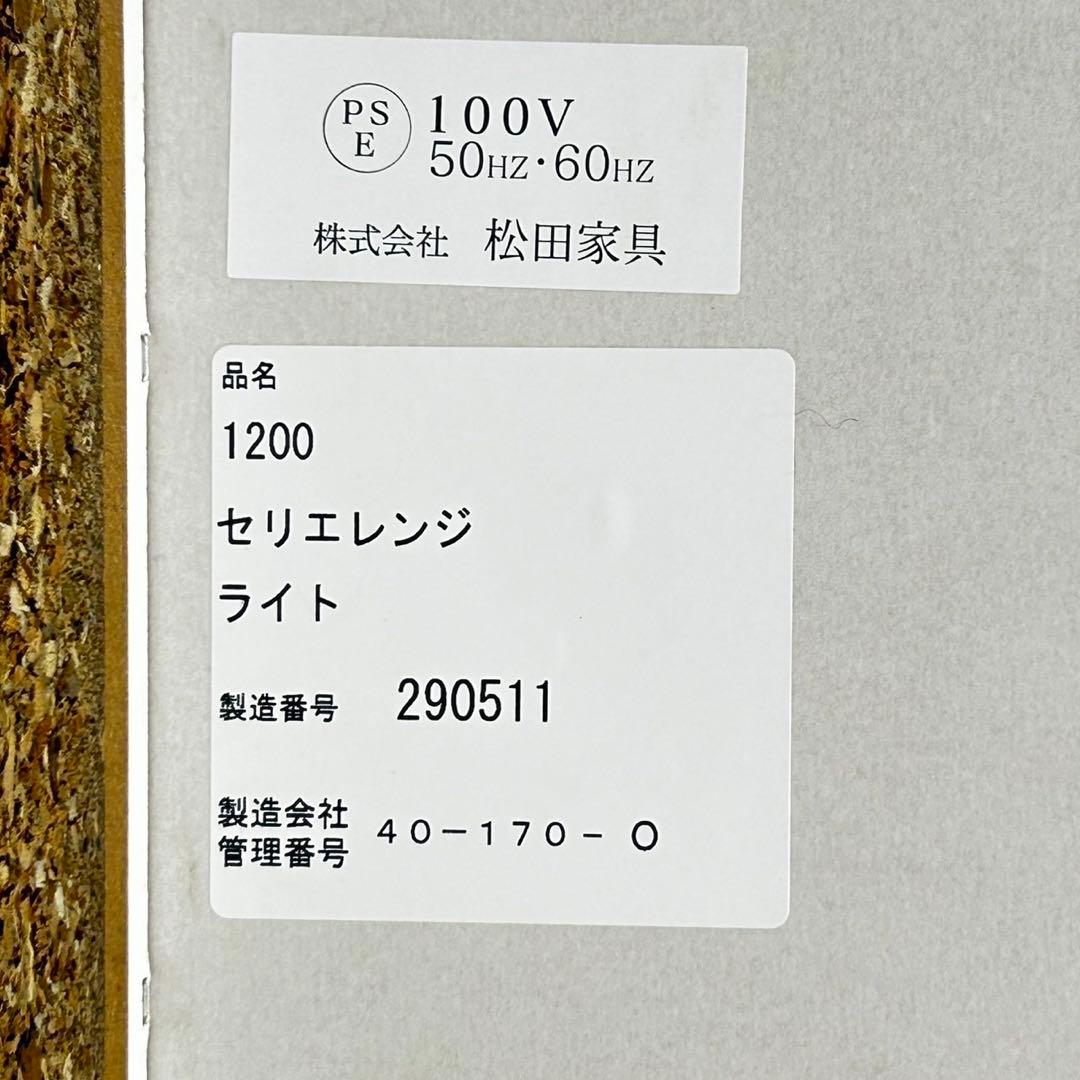 PS
E
100V
50HZ・60HZ
株式会社 松田家具
品名
1200
セリエレンジ
ライト
製造番号 290511
製造会社
管理番号 40-170-O